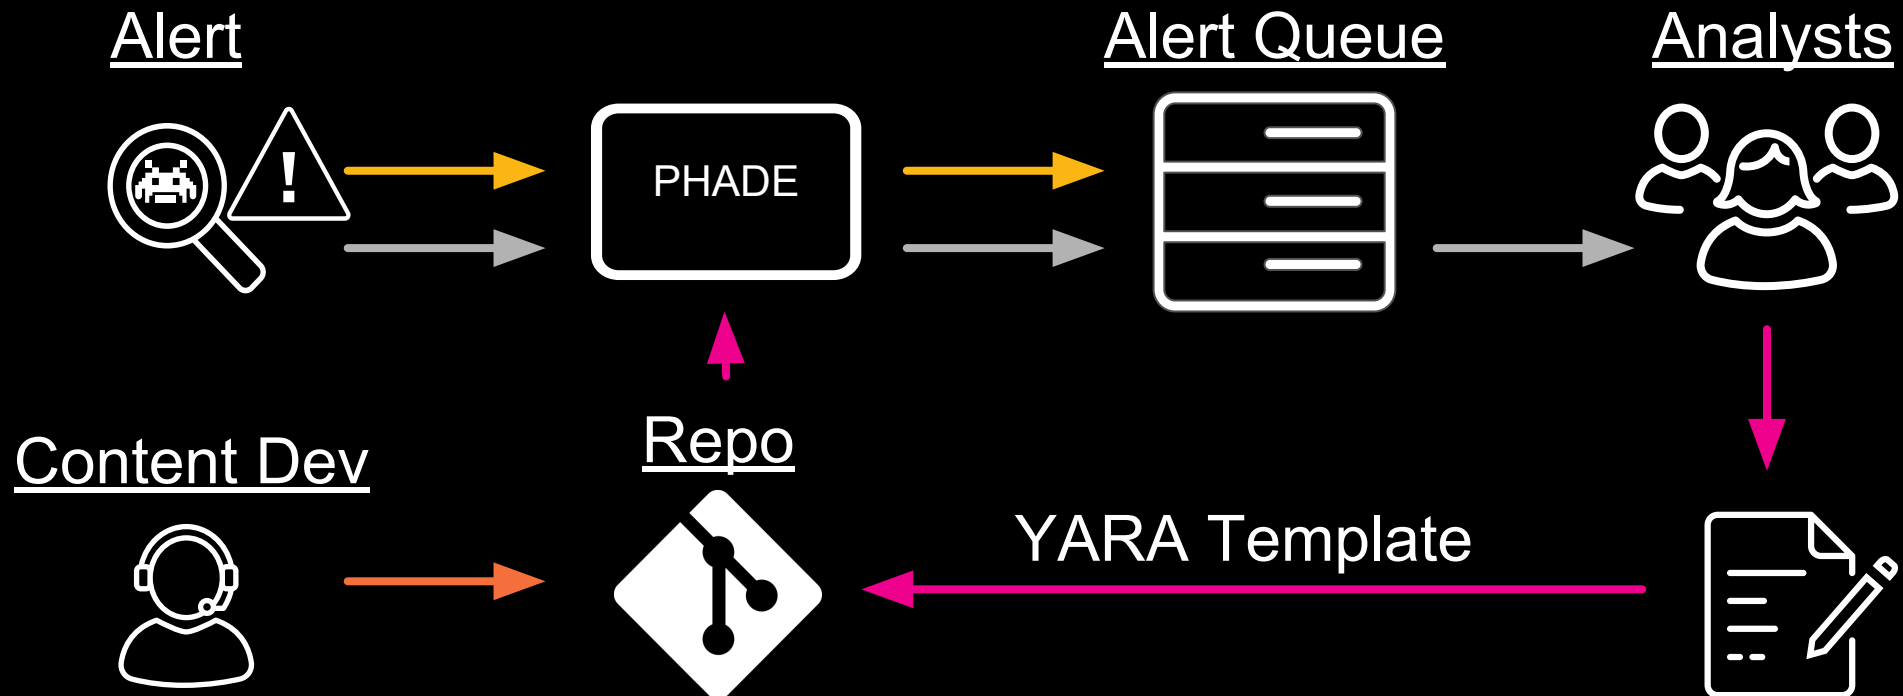 Alert
Alert Queue
Analysts
!
PHADE
Content Dev
Repo
YARA Template